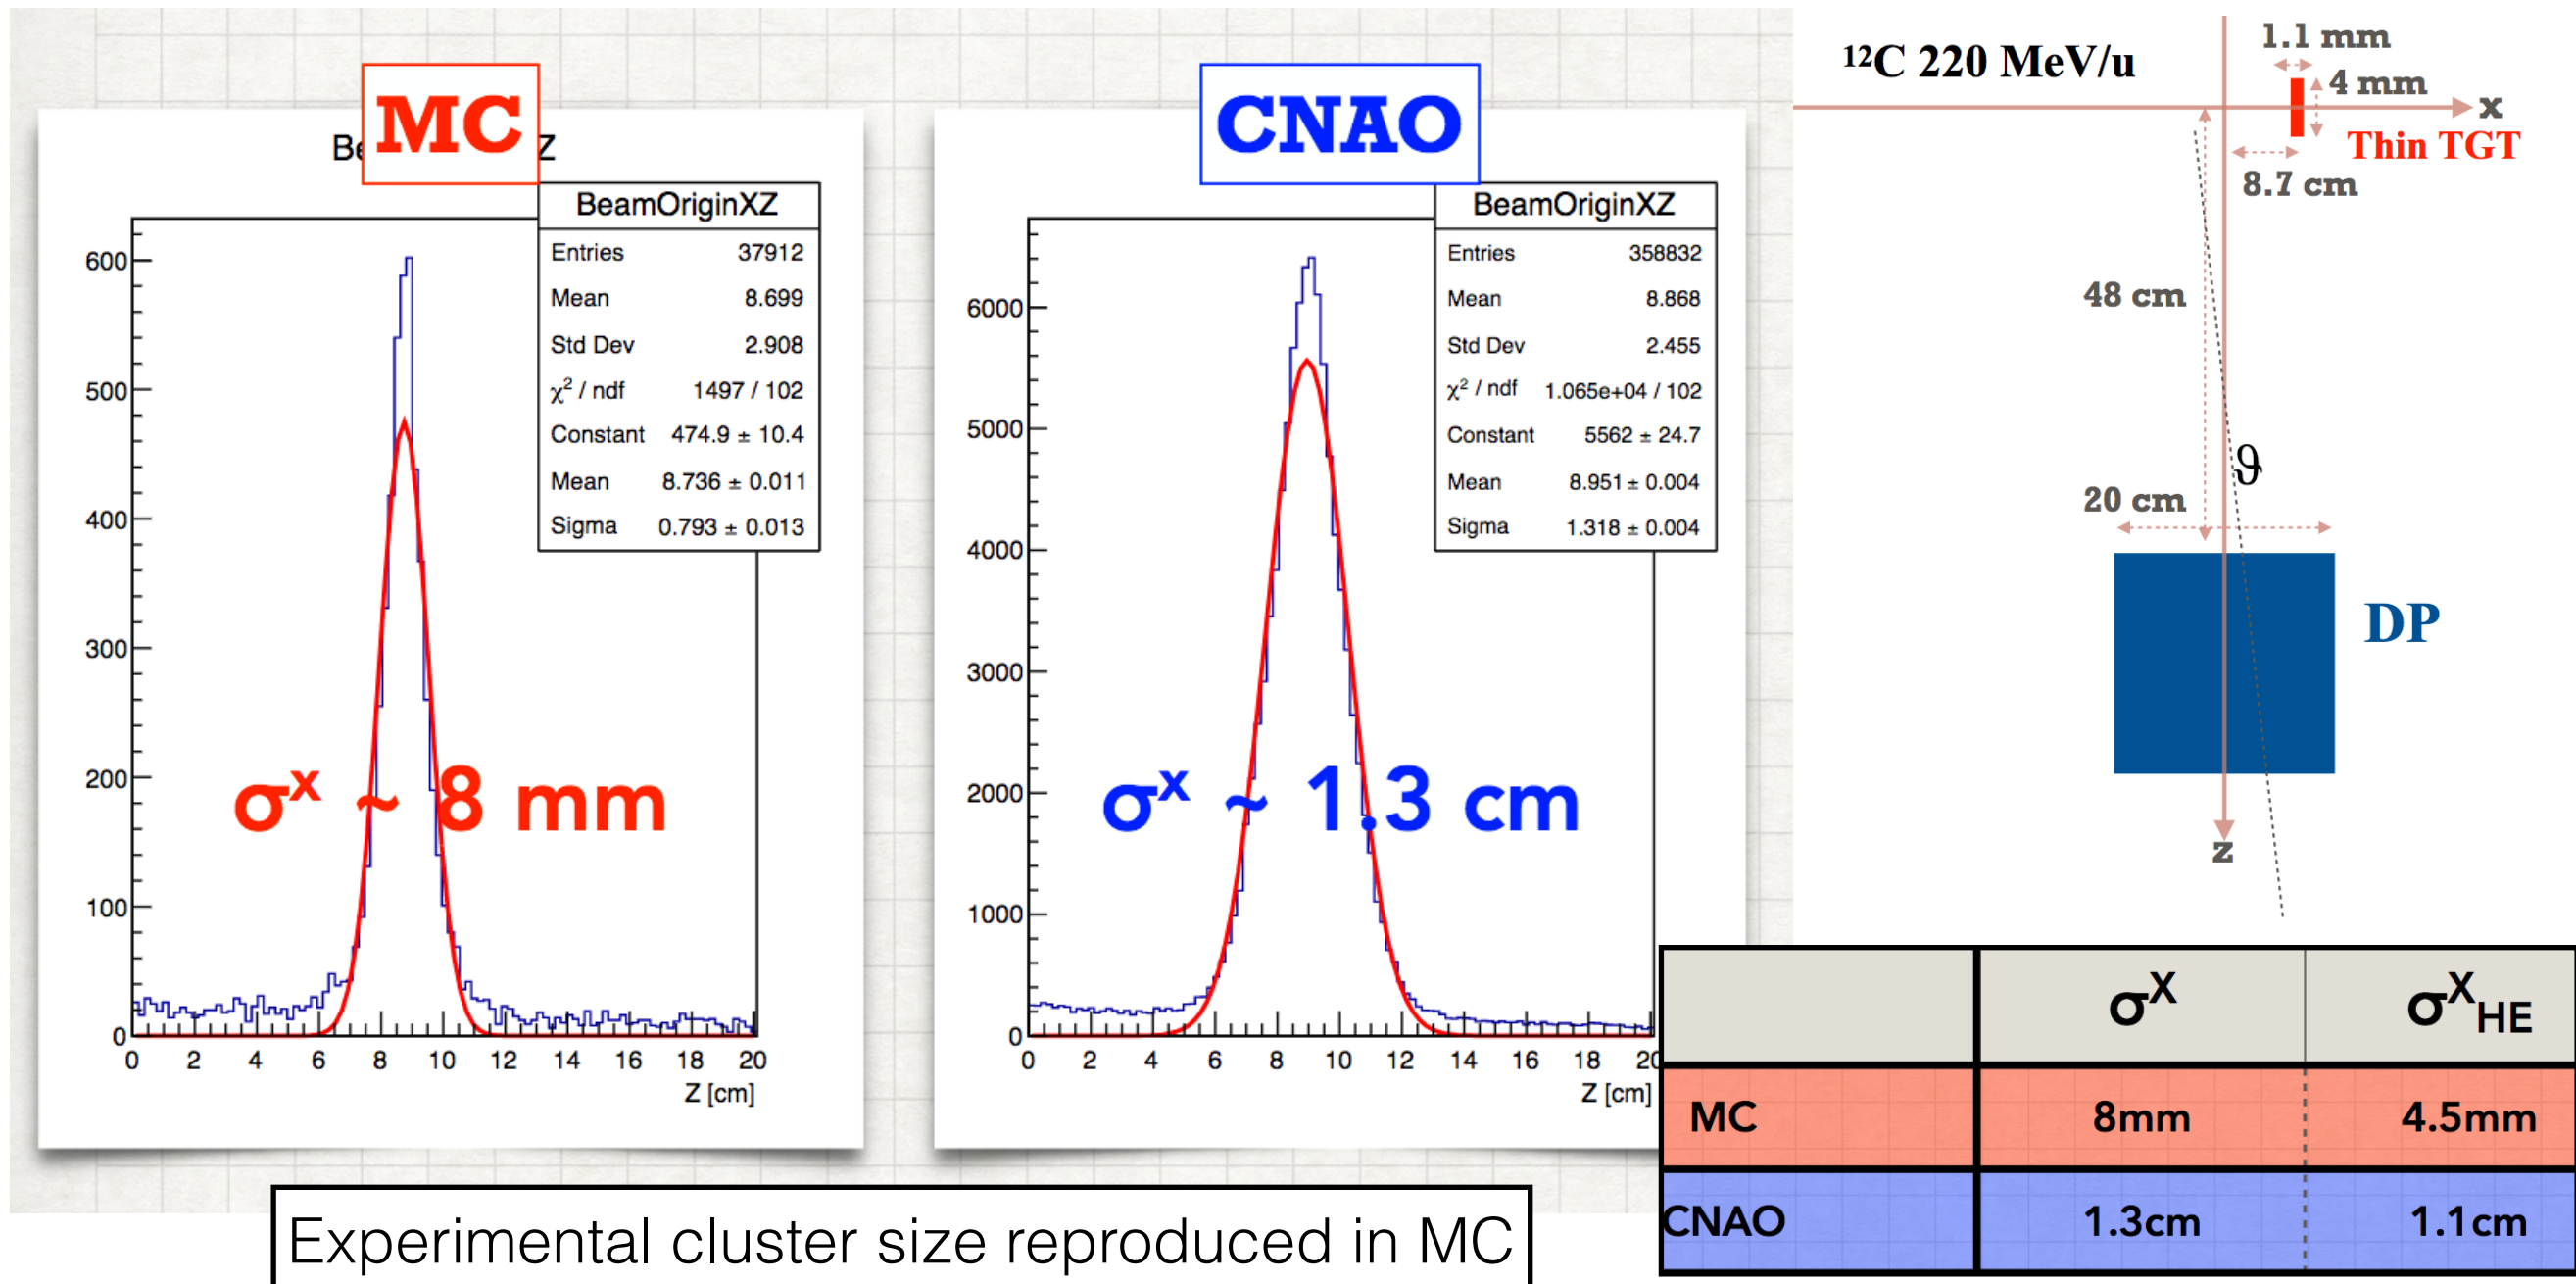 MC
Be
Z
BeamOriginXZ
Entries 37912
Mean 8.699
Std Dev 2.908
χ² / ndf 1497 / 102
Constant 474.9 ± 10.4
Mean 8.736 ± 0.011
Sigma 0.793 ± 0.013
600
500
400
300
200
100
0
0 2 4 6 8 10 12 14 16 18 20
Z [cm]
σˣ ~ 8 mm
CNAO
BeamOriginXZ
Entries 358832
Mean 8.868
Std Dev 2.455
χ² / ndf 1.065e+04 / 102
Constant 5562 ± 24.7
Mean 8.951 ± 0.004
Sigma 1.318 ± 0.004
6000
5000
4000
3000
2000
1000
0
0 2 4 6 8 10 12 14 16 18 20
Z [cm]
σˣ ~ 1.3 cm
¹²C 220 MeV/u
1.1 mm
4 mm
x
Thin TGT
8.7 cm
48 cm
ϑ
20 cm
DP
z
σX σX HE
MC 8mm 4.5mm
CNAO 1.3cm 1.1cm
Experimental cluster size reproduced in MC